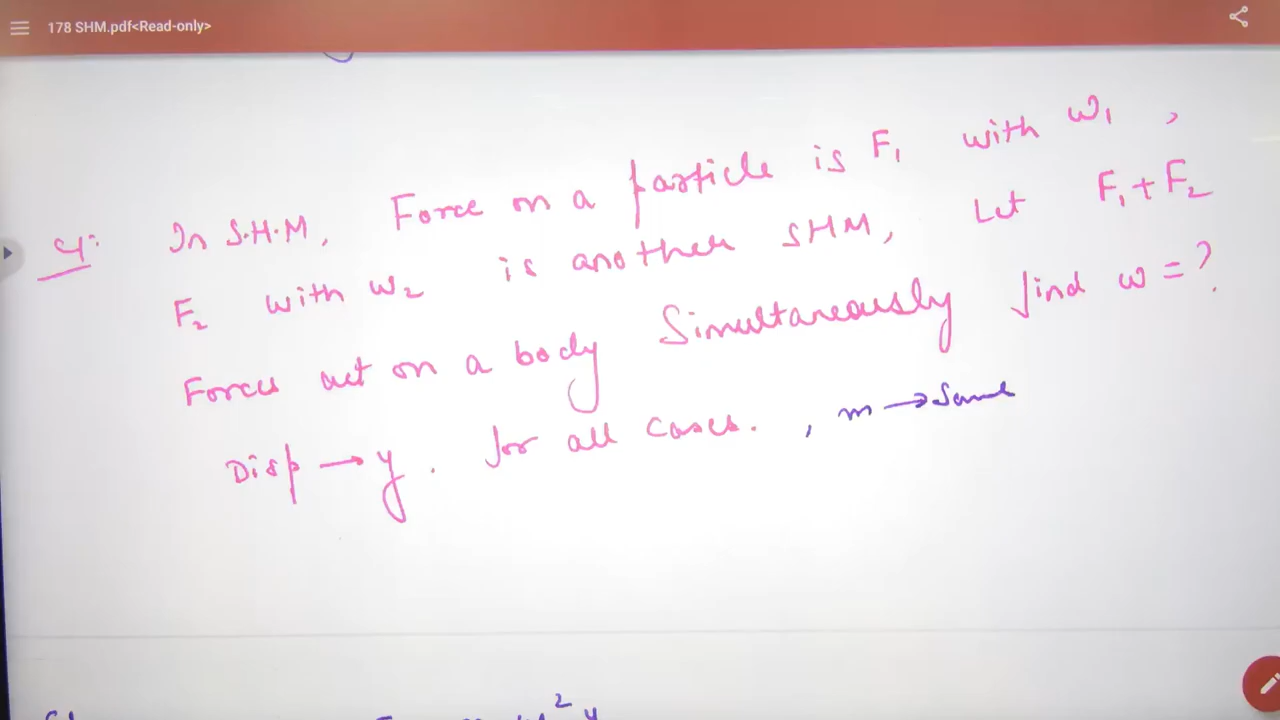 178 SHM.pdf<Read-only>
Q: In S.H.M, Force on a particle is F₁ with ω₁ ,
F₂ with ω₂ is another SHM, Let F₁+F₂
Forces act on a body Simultaneously find ω=?
Disp → y . for all cases. , m → Same
² y